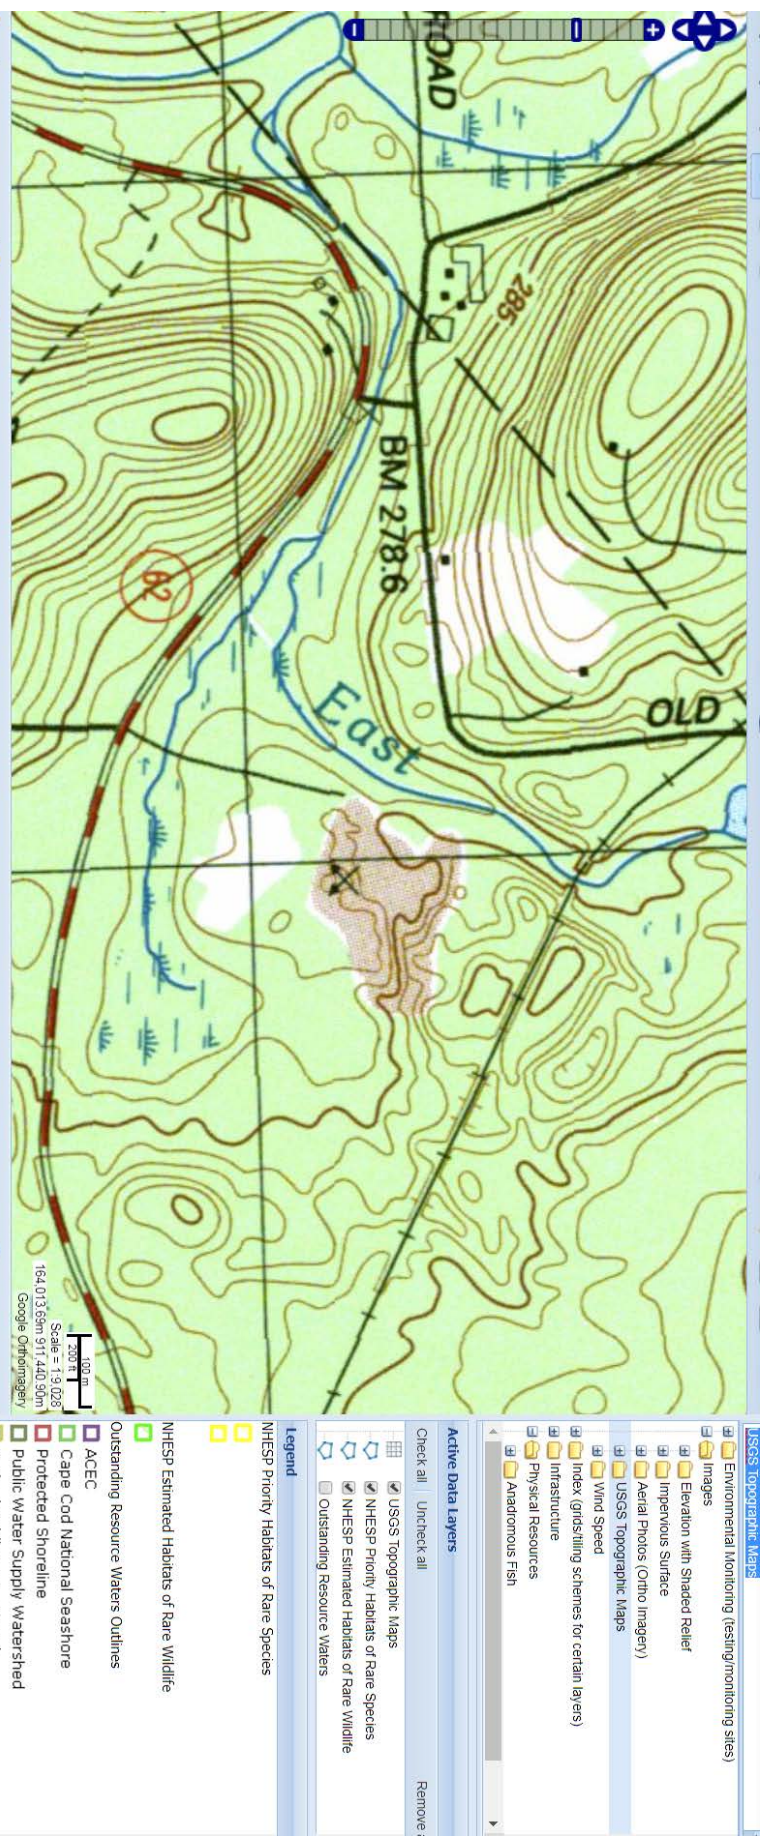 ROAD
285
BM 278.6
62
East
OLD
100 m
200 ft
Scale = 1:9,028
164,013.69m 911,440.90m
Google Orthoimagery
USGS Topographic Maps
Environmental Monitoring (testing/monitoring sites)
Images
Elevation with Shaded Relief
Impervious Surface
Aerial Photos (Ortho Imagery)
USGS Topographic Maps
Wind Speed
Index (grids/tiling schemes for certain layers)
Infrastructure
Physical Resources
Anadromous Fish
Active Data Layers
Check all Uncheck all Remove
USGS Topographic Maps
NHESP Priority Habitats of Rare Species
NHESP Estimated Habitats of Rare Wildlife
Outstanding Resource Waters
Legend
NHESP Priority Habitats of Rare Species
NHESP Estimated Habitats of Rare Wildlife
Outstanding Resource Waters Outlines
ACEC
Cape Cod National Seashore
Protected Shoreline
Public Water Supply Watershed